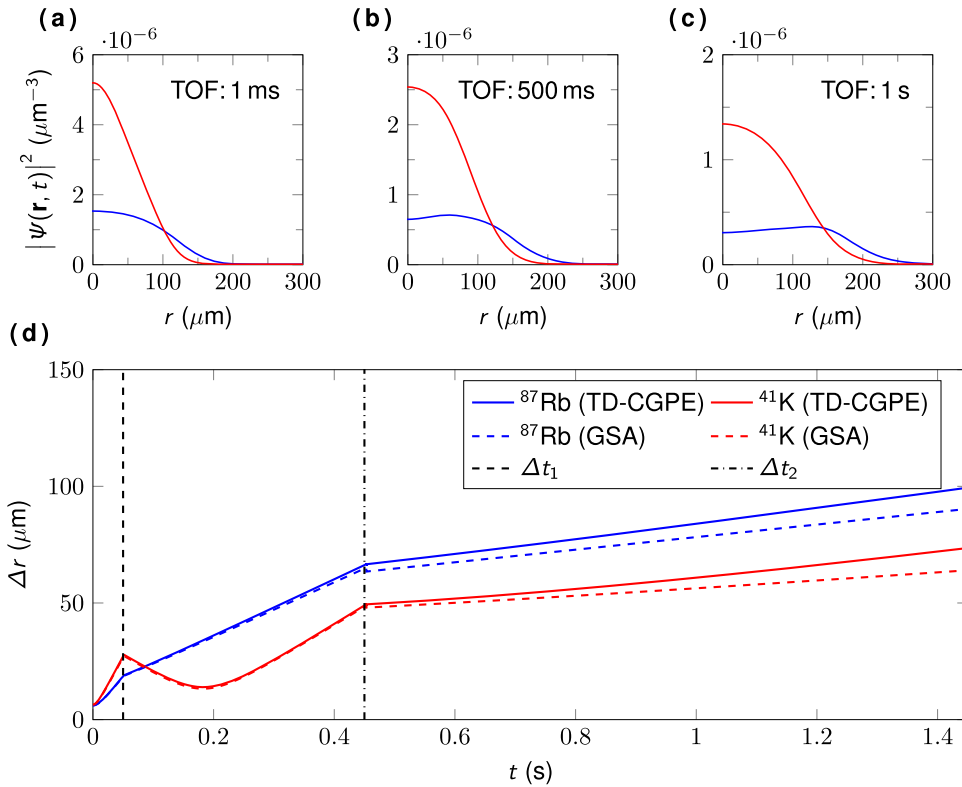 (a) (b) (c)
·10⁻⁶ ·10⁻⁶ ·10⁻⁶
6 3 2
TOF: 1 ms TOF: 500 ms TOF: 1 s
4 2
1
2 1
0 0 0
|ψ(r, t)|² (μm⁻³)
0 100 200 300 0 100 200 300 0 100 200 300
r (μm) r (μm) r (μm)
(d)
150
⁸⁷Rb (TD-CGPE) ⁴¹K (TD-CGPE)
⁸⁷Rb (GSA) ⁴¹K (GSA)
Δt₁ Δt₂
100
Δr (μm)
50
0
0 0.2 0.4 0.6 0.8 1 1.2 1.4
t (s)